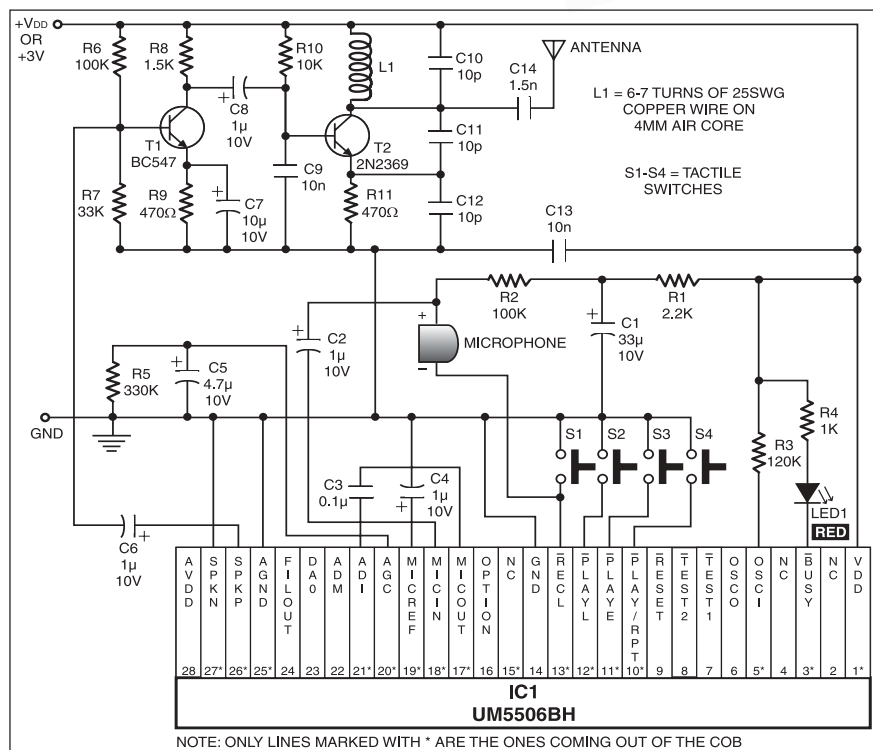 +VDD
OR
+3V
R6
100K
R8
1.5K
R10
10K
L1
C10
10p
C14
1.5n
ANTENNA
C8
1µ
10V
L1 = 6-7 TURNS OF 25SWG
COPPER WIRE ON
4MM AIR CORE
T1
BC547
T2
2N2369
C11
10p
S1-S4 = TACTILE
SWITCHES
R7
33K
R9
470Ω
C7
10µ
10V
C9
10n
R11
470Ω
C12
10p
C13
10n
R2
100K
R1
2.2K
+
MICROPHONE
–
C1
33µ
10V
C2
1µ
10V
R5
330K
C5
4.7µ
10V
GND
S1
S2
S3
S4
R4
1K
R3
120K
LED1
RED
C3
0.1µ
C4
1µ
10V
C6
1µ
10V
AVDD
SPKN
SPKP
AGND
FILOUT
DA0
ADM
ADI
AGC
MICREF
MICIN
MICOUT
OPTION
NC
GND
R̅ECL
P̅LAYL
P̅LAYE
P̅LAY/RPT
R̅ESET
T̅EST2
T̅EST1
OSCO
OSCI
NC
B̅USY
NC
VDD
28 27* 26* 25* 24 23 22 21* 20* 19* 18* 17* 16 15* 14 13* 12* 11* 10* 9 8 7 6 5* 4 3* 2 1*
IC1
UM5506BH
NOTE: ONLY LINES MARKED WITH * ARE THE ONES COMING OUT OF THE COB